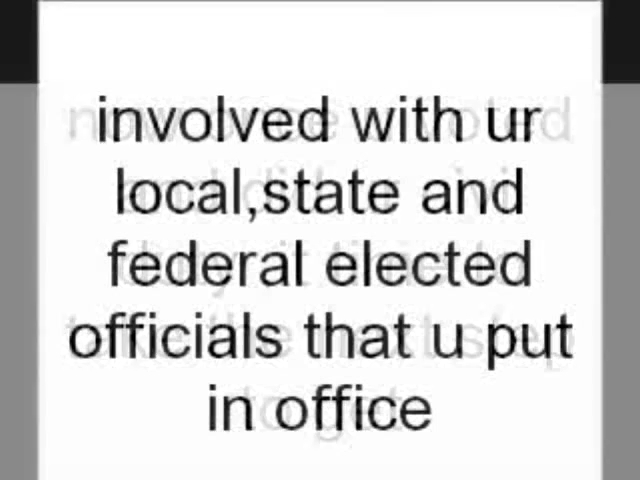 involved with ur
local,state and
federal elected
officials that u put
in office